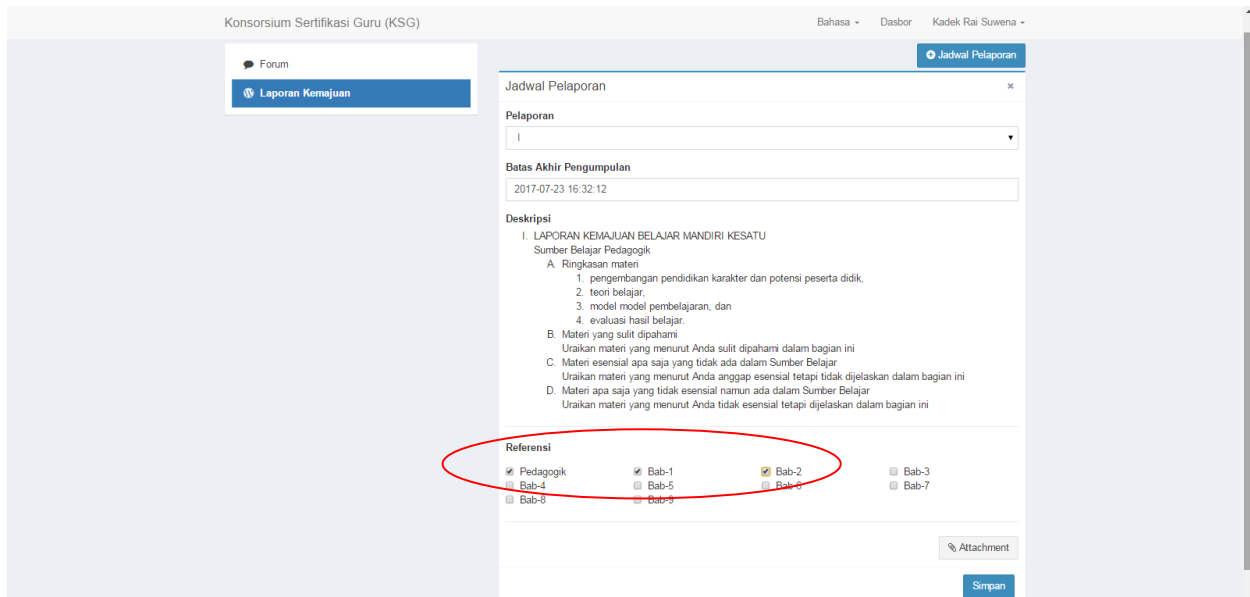 Konsorsium Sertifikasi Guru (KSG) Bahasa Dasbor Kadek Rai Suwena
Forum
Laporan Kemajuan
Jadwal Pelaporan
Jadwal Pelaporan
Pelaporan
I
Batas Akhir Pengumpulan
2017-07-23 16:32:12
Deskripsi
I. LAPORAN KEMAJUAN BELAJAR MANDIRI KESATU
Sumber Belajar Pedagogik
A. Ringkasan materi
1. pengembangan pendidikan karakter dan potensi peserta didik,
2. teori belajar,
3. model model pembelajaran, dan
4. evaluasi hasil belajar.
B. Materi yang sulit dipahami
Uraikan materi yang menurut Anda sulit dipahami dalam bagian ini
C. Materi esensial apa saja yang tidak ada dalam Sumber Belajar
Uraikan materi yang menurut Anda anggap esensial tetapi tidak dijelaskan dalam bagian ini
D. Materi apa saja yang tidak esensial namun ada dalam Sumber Belajar
Uraikan materi yang menurut Anda tidak esensial tetapi dijelaskan dalam bagian ini
Referensi
Pedagogik Bab-1 Bab-2 Bab-3
Bab-4 Bab-5 Bab-6 Bab-7
Bab-8 Bab-9
Attachment
Simpan